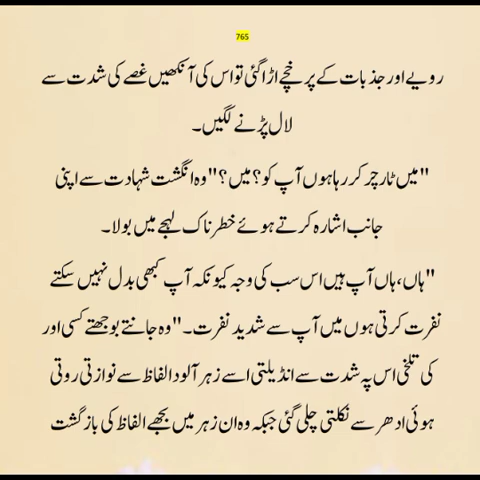 765
رویے اور جذبات کے پرخچے اڑا گئی تو اس کی آنکھیں غصے کی شدت سے
لال پڑنے لگیں۔
"میں ٹارچر کر رہا ہوں آپ کو؟ میں؟" وہ انگشت شہادت سے اپنی
جانب اشارہ کرتے ہوئے خطرناک لہجے میں بولا۔
"ہاں، ہاں آپ ہیں اس سب کی وجہ کیونکہ آپ کبھی بدل نہیں سکتے
نفرت کرتی ہوں میں آپ سے شدید نفرت۔" وہ جانتے بوجھتے کسی اور
کی تلخی اس پہ شدت سے انڈیلتی اسے زہر آلود الفاظ سے نوازتی روتی
ہوئی ادھر سے نکلتی چلی گئی جبکہ وہ ان زہر میں بجھے الفاظ کی بازگشت